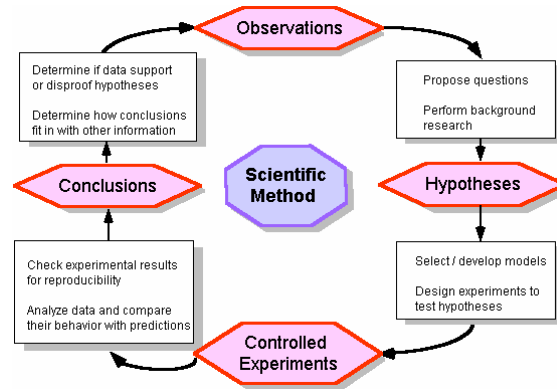 Observations
Propose questions
Perform background
research
Hypotheses
Select / develop models
Design experiments to
test hypotheses
Controlled
Experiments
Check experimental results
for reproducibility
Analyze data and compare
their behavior with predictions
Conclusions
Determine if data support
or disproof hypotheses
Determine how conclusions
fit in with other information
Scientific
Method